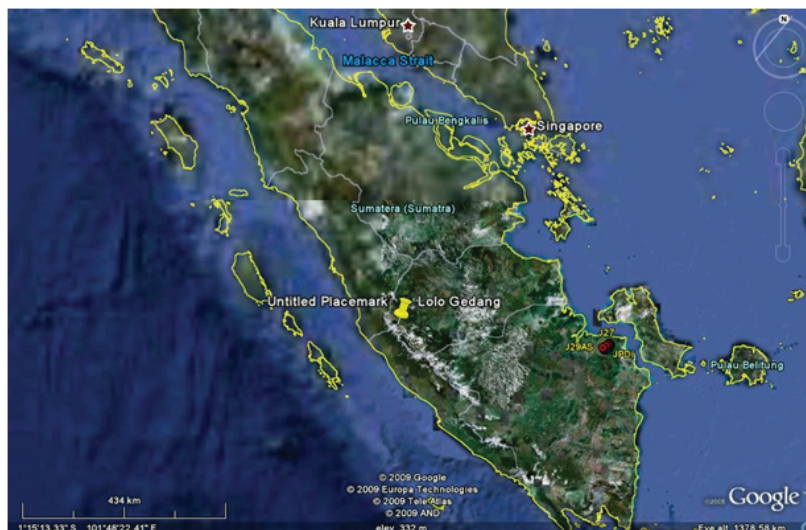 N
Kuala Lumpur
Malacca Strait
Pulau Bengkalis
Singapore
Sumatera (Sumatra)
Untitled Placemark
Lolo Gedang
J27
J29AS
JPDI
Pulau Belitung
434 km
© 2009 Google
© 2009 Europa Technologies
© 2009 Tele Atlas
© 2009 AND
©2009 Google
1°15'13.33" S 101°48'22.41" E
elev 332 m
Eye alt 1378.58 km